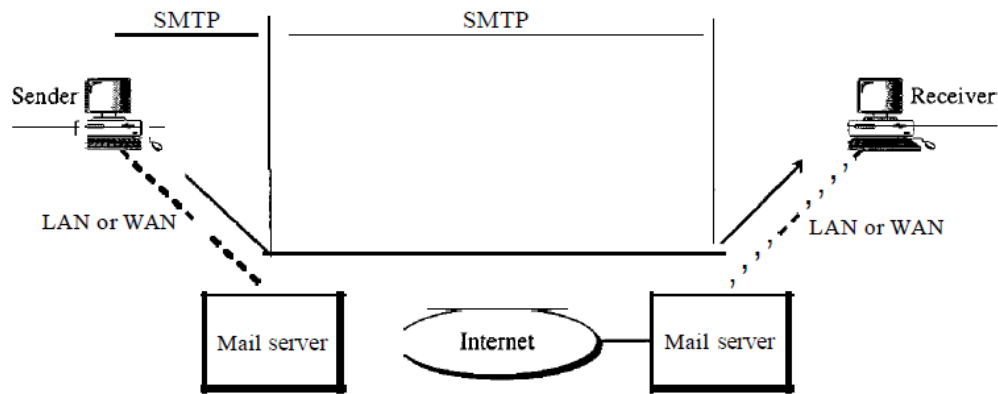 SMTP
SMTP
Sender
Receiver
LAN or WAN
LAN or WAN
Mail server
Internet
Mail server